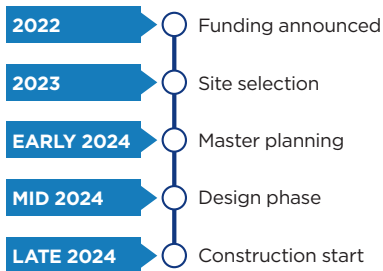 2022 Funding announced
2023 Site selection
EARLY 2024 Master planning
MID 2024 Design phase
LATE 2024 Construction start